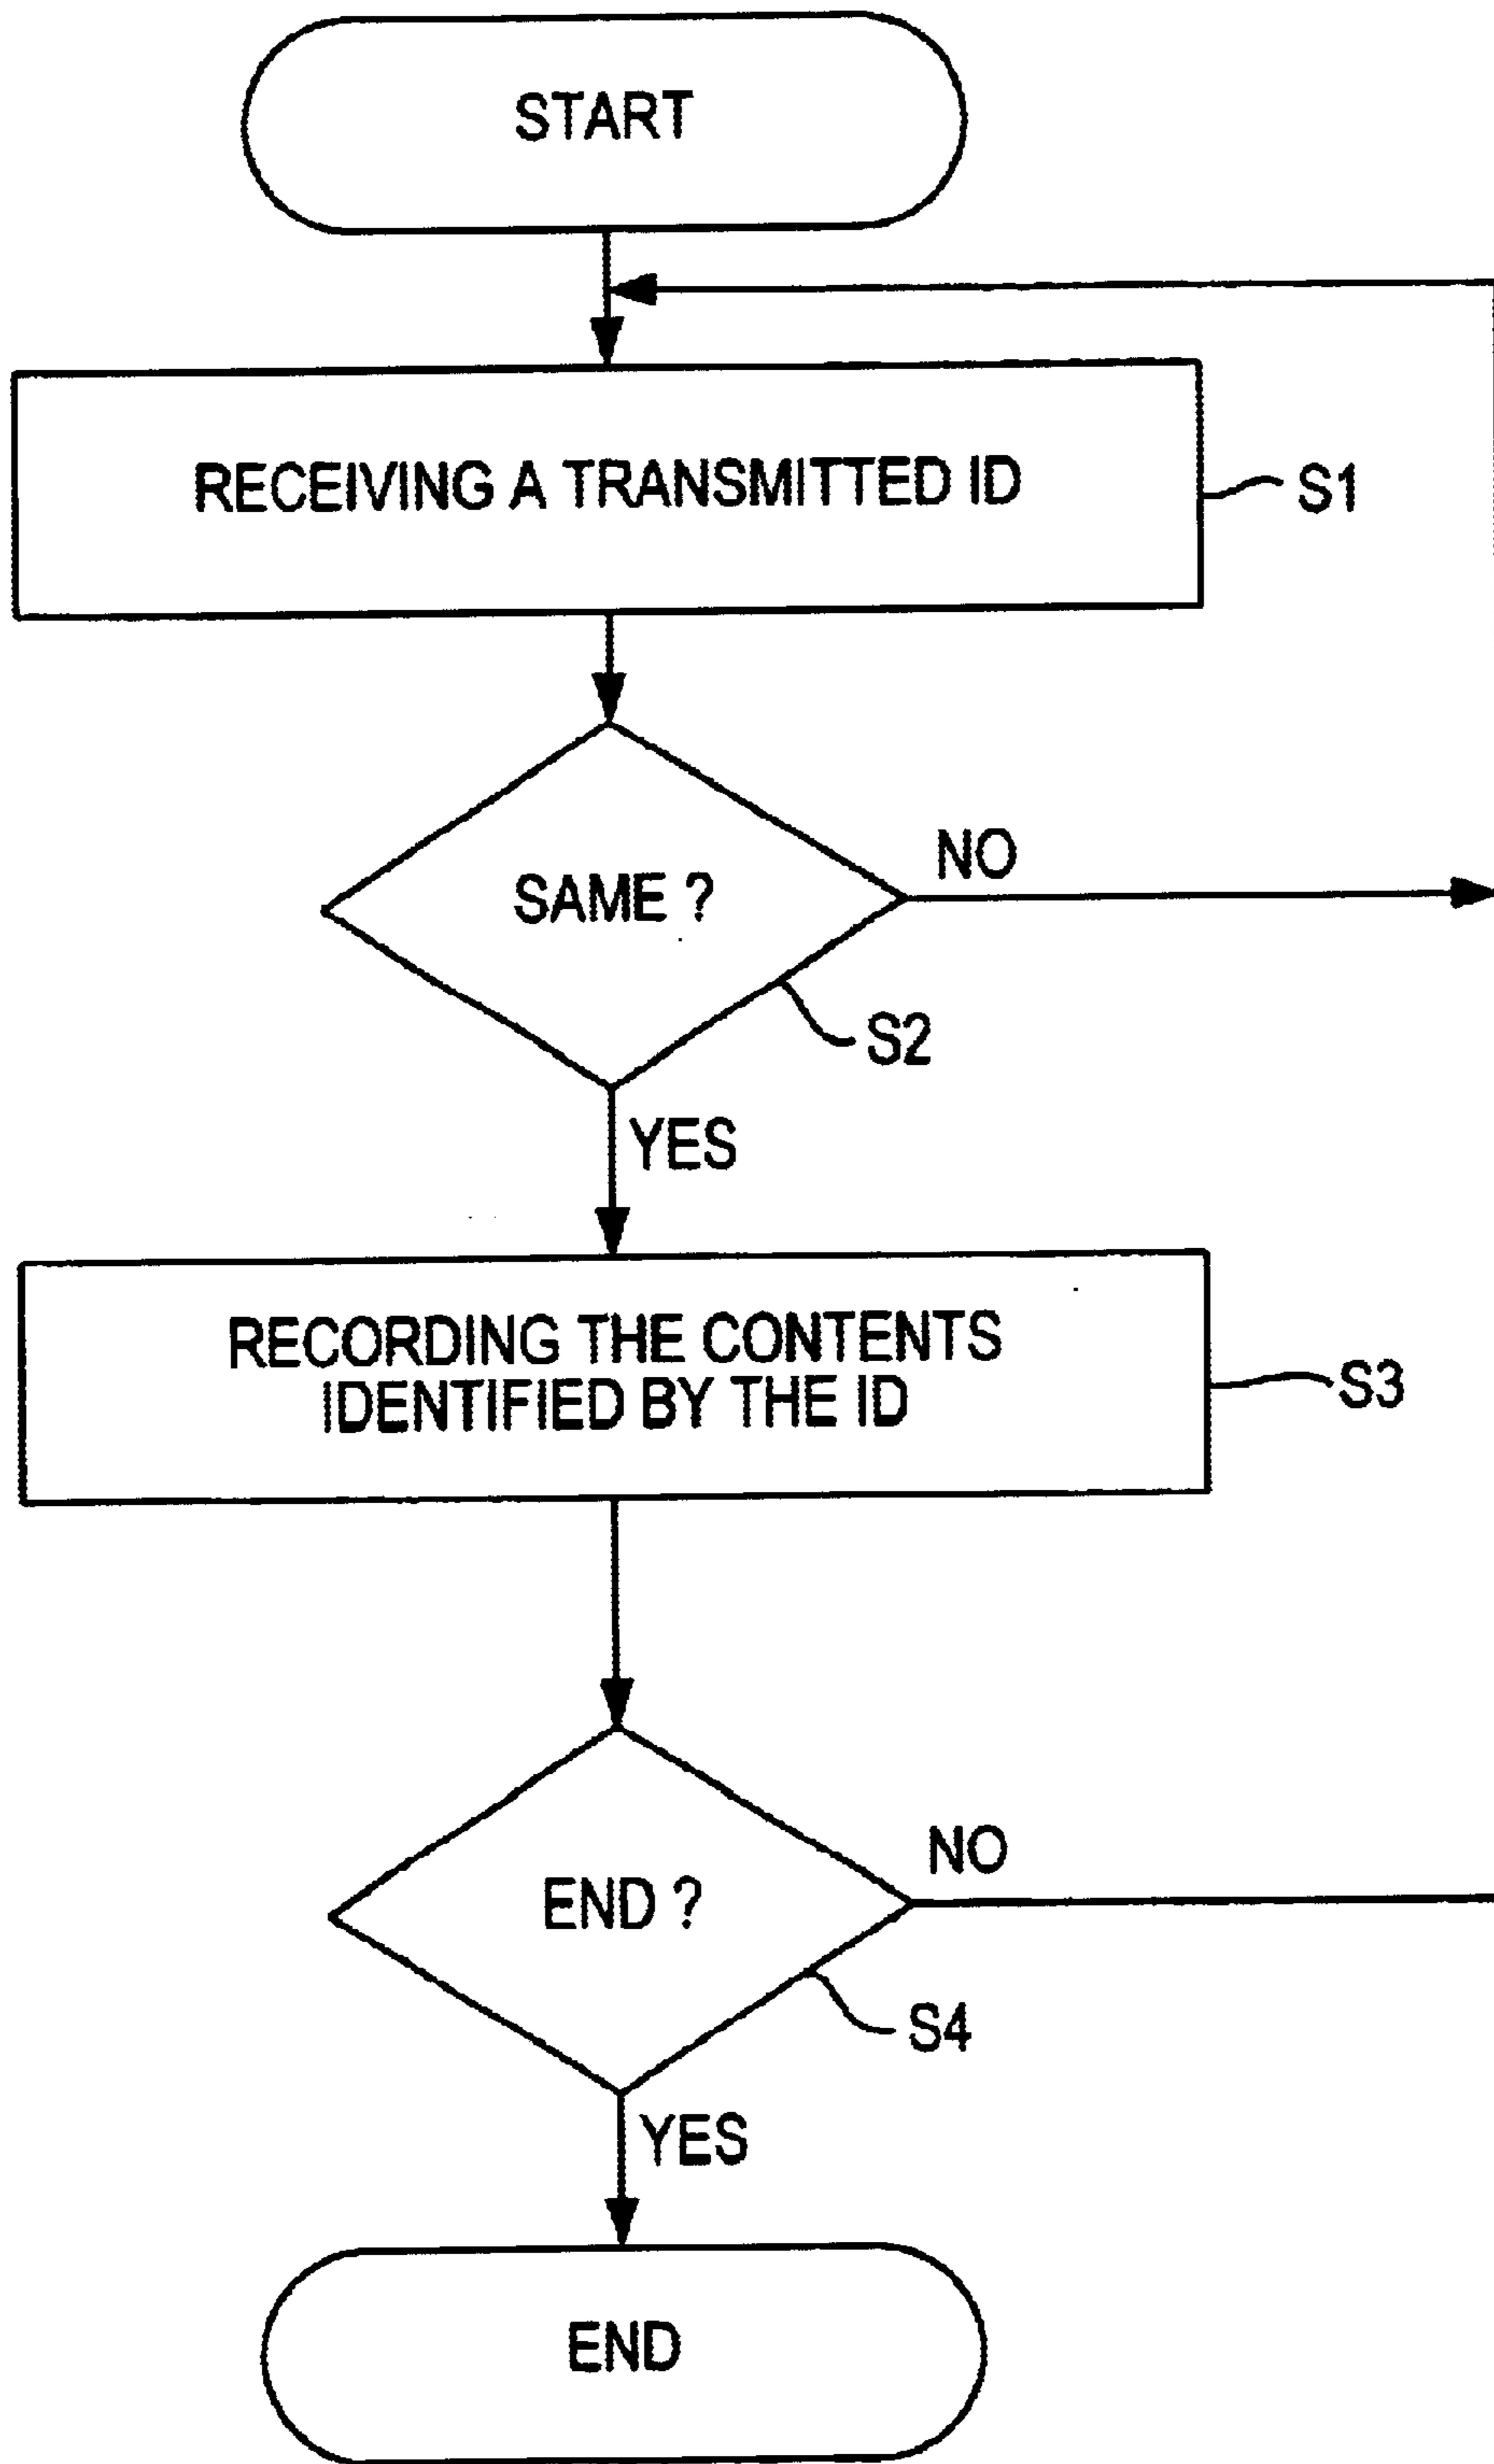 START
RECEIVING A TRANSMITTED ID
S1
SAME ?
NO
S2
YES
RECORDING THE CONTENTS
IDENTIFIED BY THE ID
S3
END ?
NO
S4
YES
END